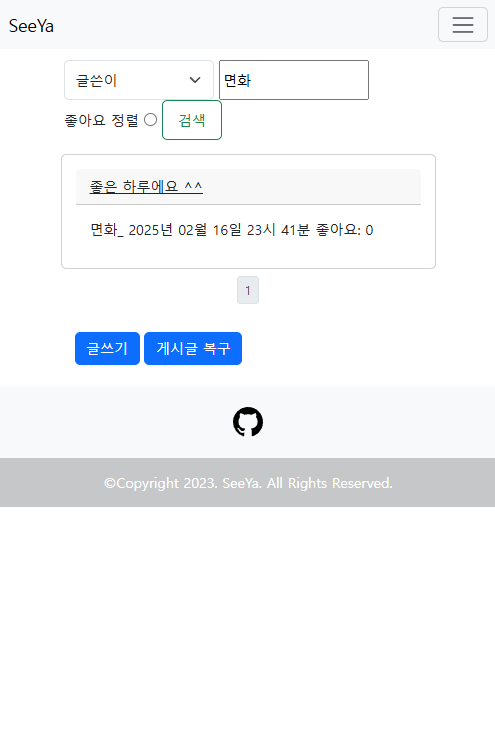 SeeYa
글쓴이 면화
좋아요 정렬 검색
좋은 하루에요 ^^
면화_ 2025년 02월 16일 23시 41분 좋아요: 0
1
글쓰기 게시글 복구
©Copyright 2023. SeeYa. All Rights Reserved.